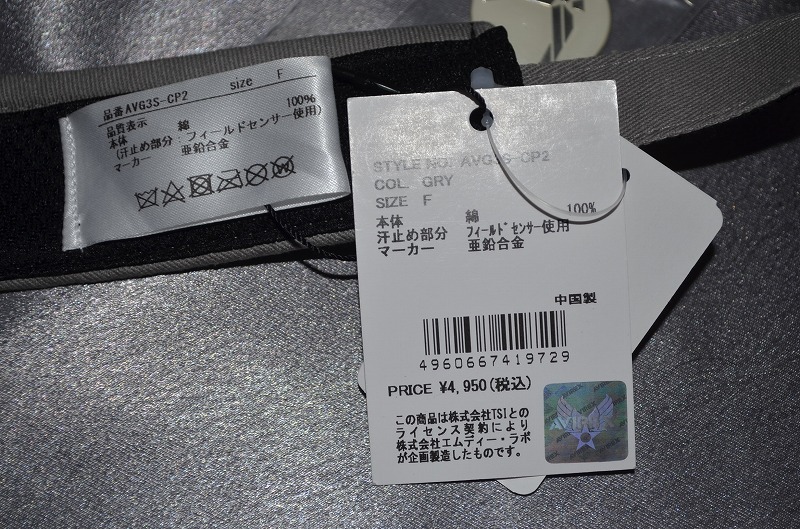 品番AVG3S-CP2 size F
品質表示
本体 綿 100%
(汗止め部分:フィールドセンサー使用)
マーカー 亜鉛合金
STYLE NO. AVG3S-CP2
COL. GRY
SIZE F
本体 綿 100%
汗止め部分 フィールドセンサー使用
マーカー 亜鉛合金
中国製
4960667419729
PRICE ¥4,950(税込)
この商品は株式会社TSIとの
ライセンス契約により
株式会社エムディー・ラボ
が企画製造したものです。
AVIREX